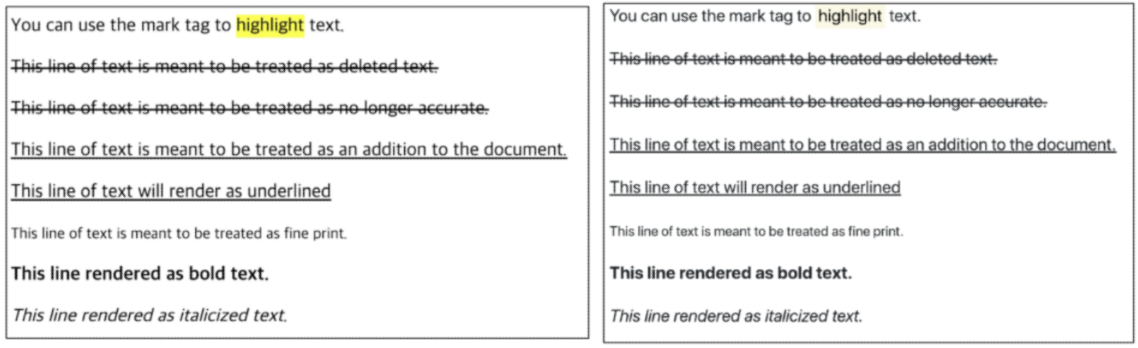 You can use the mark tag to highlight text.
This line of text is meant to be treated as deleted text.
This line of text is meant to be treated as no longer accurate.
This line of text is meant to be treated as an addition to the document.
This line of text will render as underlined
This line of text is meant to be treated as fine print.
This line rendered as bold text.
This line rendered as italicized text.
You can use the mark tag to highlight text.
This line of text is meant to be treated as deleted text.
This line of text is meant to be treated as no longer accurate.
This line of text is meant to be treated as an addition to the document.
This line of text will render as underlined
This line of text is meant to be treated as fine print.
This line rendered as bold text.
This line rendered as italicized text.